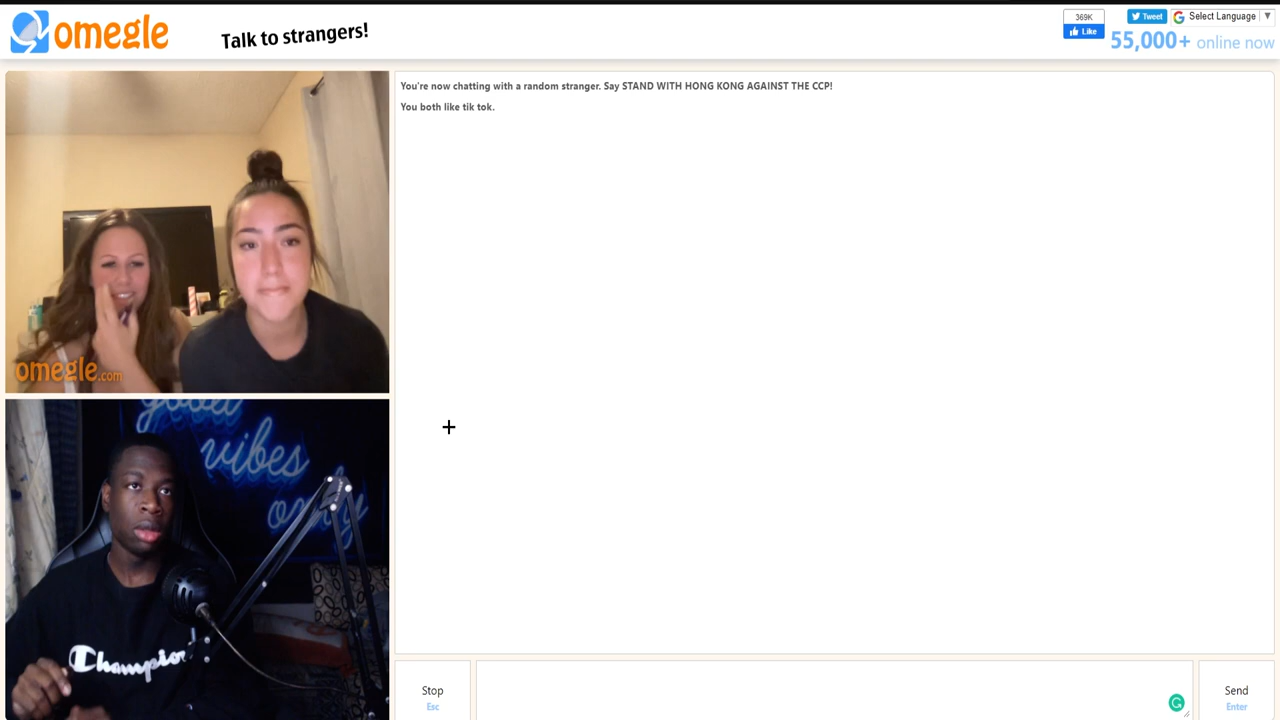 omegle
Talk to strangers!
369K
Like
Tweet
Select Language
55,000+ online now
You're now chatting with a random stranger. Say STAND WITH HONG KONG AGAINST THE CCP!
You both like tik tok.
omegle.com
good
vibes
only
Champion
Stop
Esc
Send
Enter